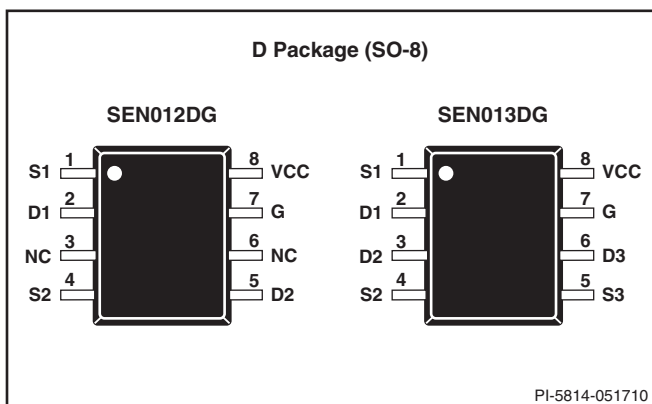 D Package (SO-8)
SEN012DG
S1 1 8 VCC
D1 2 7 G
NC 3 6 NC
S2 4 5 D2
SEN013DG
S1 1 8 VCC
D1 2 7 G
D2 3 6 D3
S2 4 5 S3
PI-5814-051710